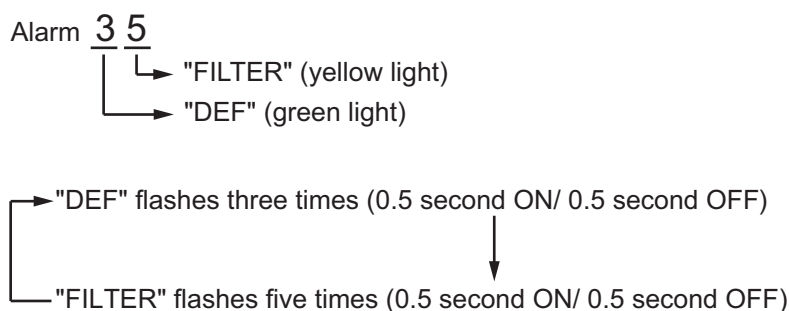 Alarm 3 5
"FILTER" (yellow light)
"DEF" (green light)
"DEF" flashes three times (0.5 second ON/ 0.5 second OFF)
"FILTER" flashes five times (0.5 second ON/ 0.5 second OFF)